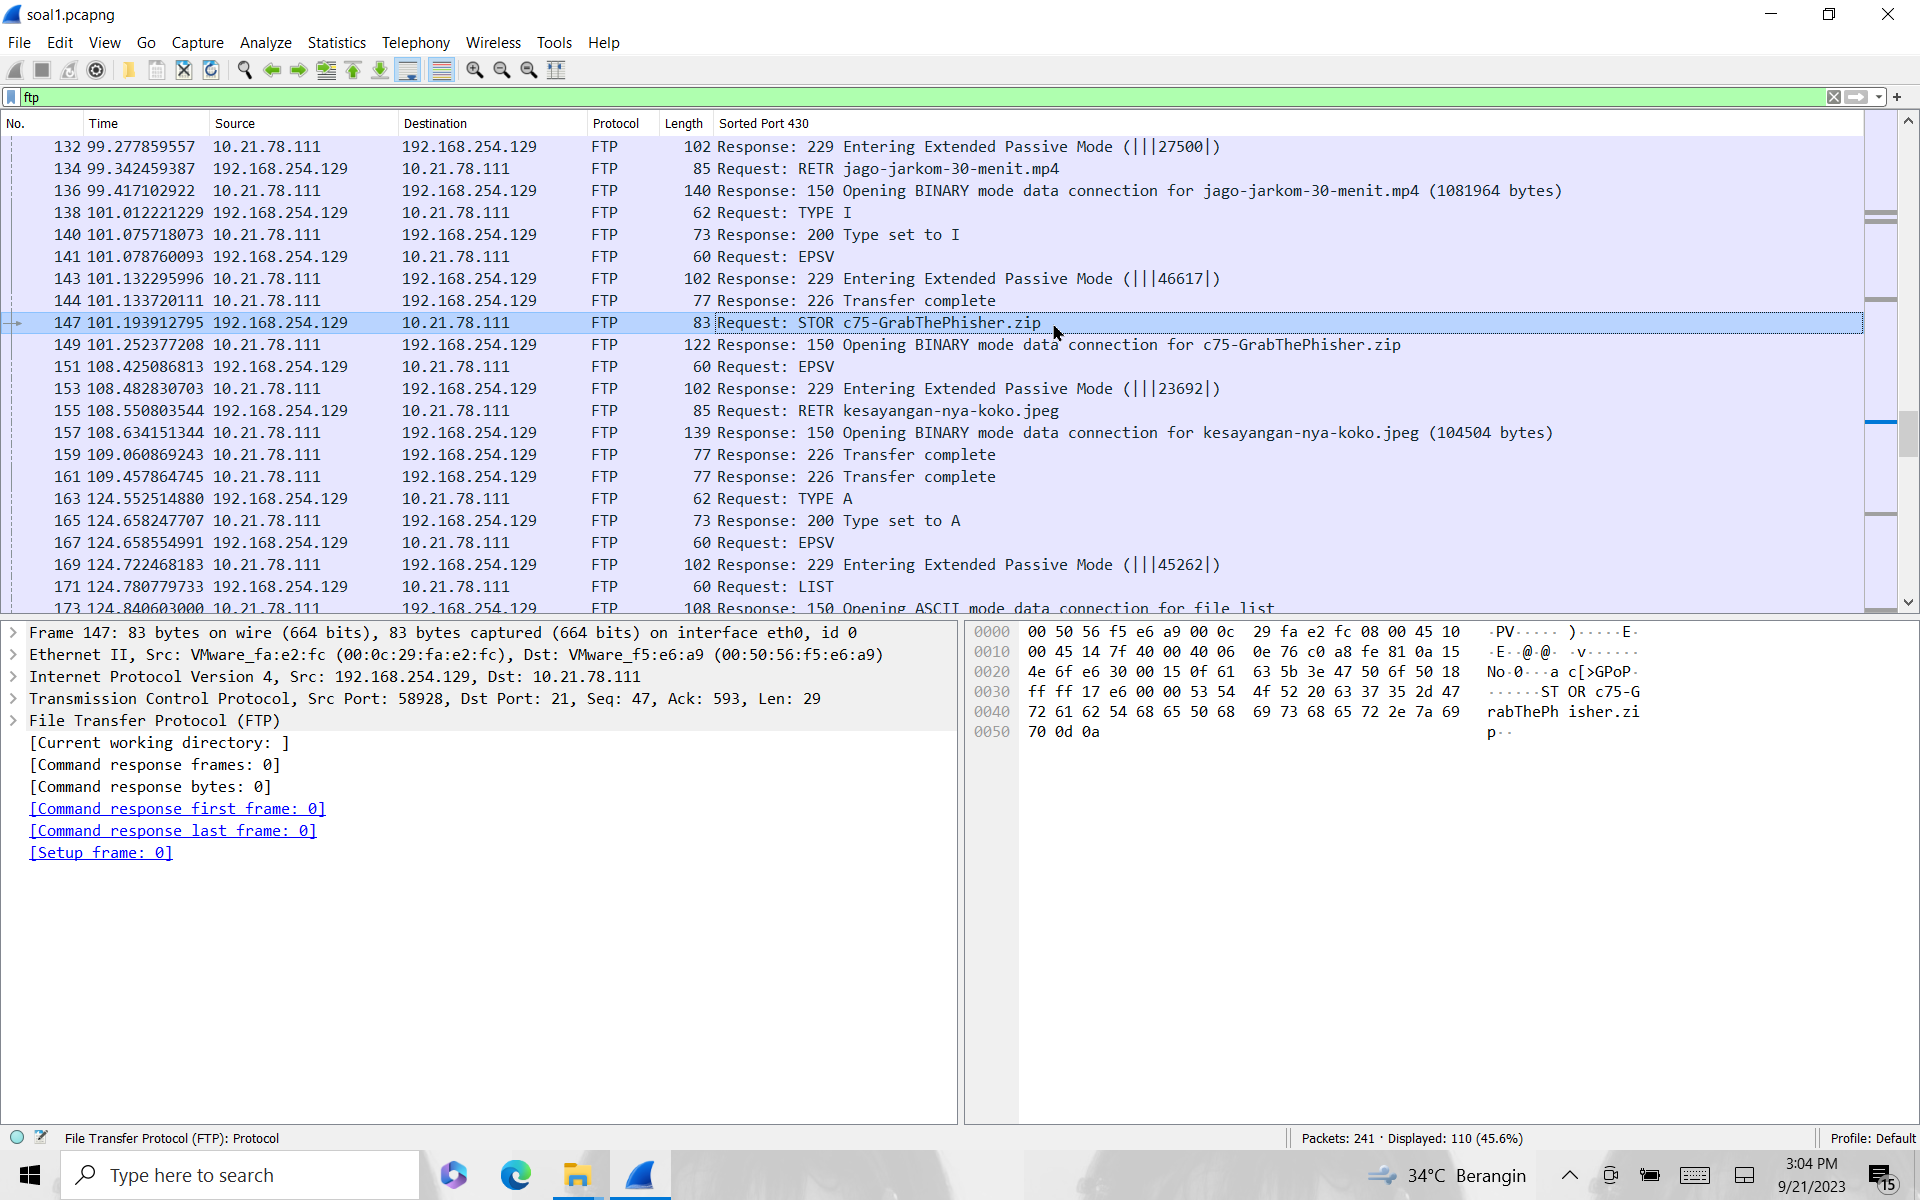 soal1.pcapng
File Edit View Go Capture Analyze Statistics Telephony Wireless Tools Help
ftp
No. Time Source Destination Protocol Length Sorted Port 430
132 99.277859557 10.21.78.111 192.168.254.129 FTP 102 Response: 229 Entering Extended Passive Mode (|||27500|)
134 99.342459387 192.168.254.129 10.21.78.111 FTP 85 Request: RETR jago-jarkom-30-menit.mp4
136 99.417102922 10.21.78.111 192.168.254.129 FTP 140 Response: 150 Opening BINARY mode data connection for jago-jarkom-30-menit.mp4 (1081964 bytes)
138 101.012221229 192.168.254.129 10.21.78.111 FTP 62 Request: TYPE I
140 101.075718073 10.21.78.111 192.168.254.129 FTP 73 Response: 200 Type set to I
141 101.078760093 192.168.254.129 10.21.78.111 FTP 60 Request: EPSV
143 101.132295996 10.21.78.111 192.168.254.129 FTP 102 Response: 229 Entering Extended Passive Mode (|||46617|)
144 101.133720111 10.21.78.111 192.168.254.129 FTP 77 Response: 226 Transfer complete
147 101.193912795 192.168.254.129 10.21.78.111 FTP 83 Request: STOR c75-GrabThePhisher.zip
149 101.252377208 10.21.78.111 192.168.254.129 FTP 122 Response: 150 Opening BINARY mode data connection for c75-GrabThePhisher.zip
151 108.425086813 192.168.254.129 10.21.78.111 FTP 60 Request: EPSV
153 108.482830703 10.21.78.111 192.168.254.129 FTP 102 Response: 229 Entering Extended Passive Mode (|||23692|)
155 108.550803544 192.168.254.129 10.21.78.111 FTP 85 Request: RETR kesayangan-nya-koko.jpeg
157 108.634151344 10.21.78.111 192.168.254.129 FTP 139 Response: 150 Opening BINARY mode data connection for kesayangan-nya-koko.jpeg (104504 bytes)
159 109.060869243 10.21.78.111 192.168.254.129 FTP 77 Response: 226 Transfer complete
161 109.457864745 10.21.78.111 192.168.254.129 FTP 77 Response: 226 Transfer complete
163 124.552514880 192.168.254.129 10.21.78.111 FTP 62 Request: TYPE A
165 124.658247707 10.21.78.111 192.168.254.129 FTP 73 Response: 200 Type set to A
167 124.658554991 192.168.254.129 10.21.78.111 FTP 60 Request: EPSV
169 124.722468183 10.21.78.111 192.168.254.129 FTP 102 Response: 229 Entering Extended Passive Mode (|||45262|)
171 124.780779733 192.168.254.129 10.21.78.111 FTP 60 Request: LIST
173 124.840603000 10.21.78.111 192.168.254.129 FTP 108 Response: 150 Opening ASCII mode data connection for file list
Frame 147: 83 bytes on wire (664 bits), 83 bytes captured (664 bits) on interface eth0, id 0
Ethernet II, Src: VMware_fa:e2:fc (00:0c:29:fa:e2:fc), Dst: VMware_f5:e6:a9 (00:50:56:f5:e6:a9)
Internet Protocol Version 4, Src: 192.168.254.129, Dst: 10.21.78.111
Transmission Control Protocol, Src Port: 58928, Dst Port: 21, Seq: 47, Ack: 593, Len: 29
File Transfer Protocol (FTP)
[Current working directory: ]
[Command response frames: 0]
[Command response bytes: 0]
[Command response first frame: 0]
[Command response last frame: 0]
[Setup frame: 0]
0000 00 50 56 f5 e6 a9 00 0c 29 fa e2 fc 08 00 45 10 ·PV····· )·····E·
0010 00 45 14 7f 40 00 40 06 0e 76 c0 a8 fe 81 0a 15 ·E··@·@· ·v······
0020 4e 6f e6 30 00 15 0f 61 63 5b 3e 47 50 6f 50 18 No·0···a c[>GPoP·
0030 ff ff 17 e6 00 00 53 54 4f 52 20 63 37 35 2d 47 ······ST OR c75-G
0040 72 61 62 54 68 65 50 68 69 73 68 65 72 2e 7a 69 rabThePh isher.zi
0050 70 0d 0a p··
File Transfer Protocol (FTP): Protocol
Packets: 241 · Displayed: 110 (45.6%)
Profile: Default
Type here to search
34°C Berangin
3:04 PM
9/21/2023
15